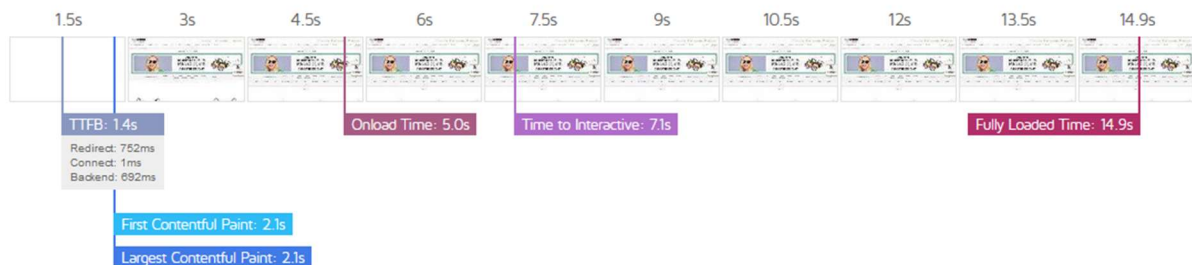 1.5s 3s 4.5s 6s 7.5s 9s 10.5s 12s 13.5s 14.9s
TTFB: 1.4s
Redirect: 752ms
Connect: 1ms
Backend: 692ms
Onload Time: 5.0s
Time to Interactive: 7.1s
Fully Loaded Time: 14.9s
First Contentful Paint: 2.1s
Largest Contentful Paint: 2.1s